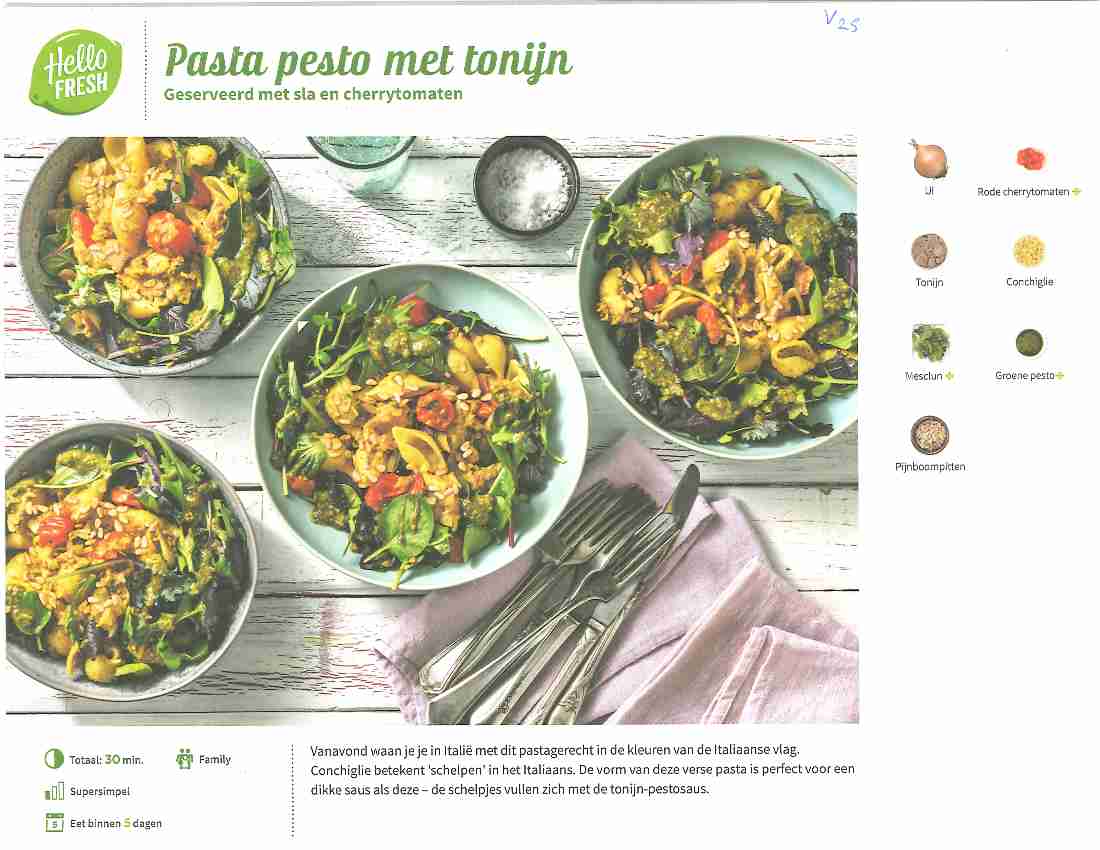 V25
Hello
FRESH
Pasta pesto met tonijn
Geserveerd met sla en cherrytomaten
Ui
Rode cherrytomaten
Tonijn
Conchiglie
Mesclun
Groene pesto
Pijnboompitten
Totaal: 30 min.
Family
Supersimpel
5
Eet binnen 5 dagen
Vanavond waan je je in Italië met dit pastagerecht in de kleuren van de Italiaanse vlag.
Conchiglie betekent 'schelpen' in het Italiaans. De vorm van deze verse pasta is perfect voor een
dikke saus als deze – de schelpjes vullen zich met de tonijn-pestosaus.